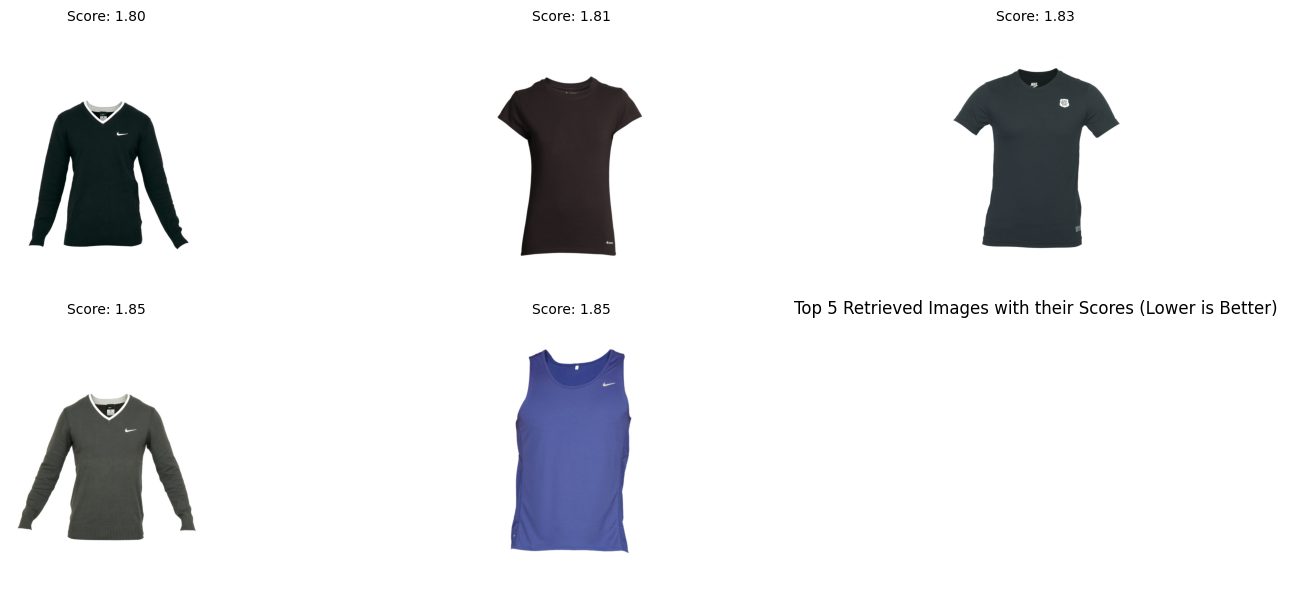 Score: 1.80
Score: 1.81
Score: 1.83
Score: 1.85
Score: 1.85
Top 5 Retrieved Images with their Scores (Lower is Better)